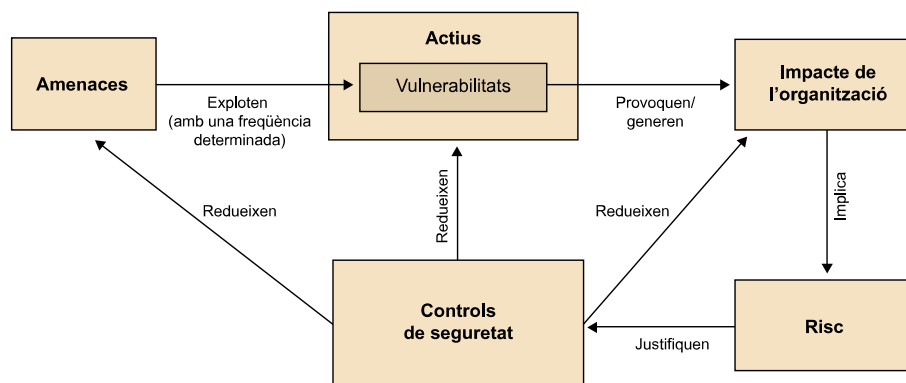 Actius
Amenaces
Vulnerabilitats
Impacte de
l’organització
Exploten
(amb una freqüència
determinada)
Provoquen/
generen
Redueixen
Redueixen
Redueixen
Implica
Controls
de seguretat
Justifiquen
Risc